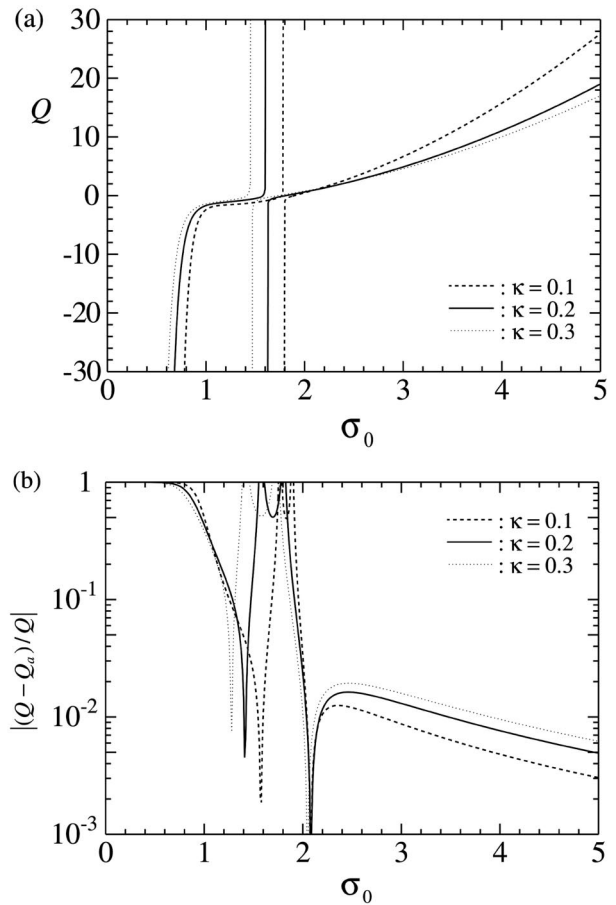 (a)
30
20
10
0
-10
-20
-30
Q
: κ = 0.1
: κ = 0.2
: κ = 0.3
0 1 2 3 4 5
σ₀
(b)
1
10⁻¹
10⁻²
10⁻³
|(Q − Qₐ)/Q|
: κ = 0.1
: κ = 0.2
: κ = 0.3
0 1 2 3 4 5
σ₀